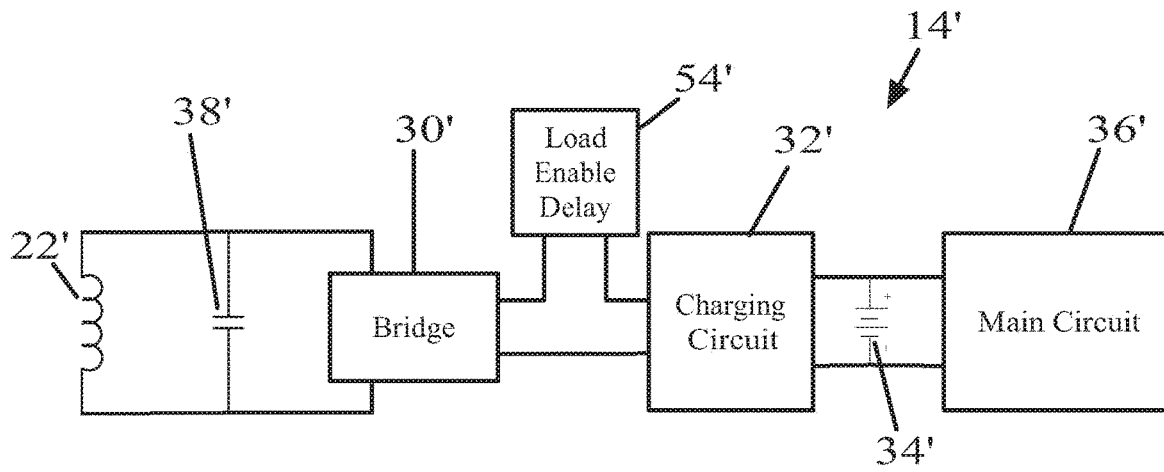 14'
54'
38'
30'
Load
Enable
Delay
32'
36'
22'
Bridge
Charging
Circuit
+
+
Main Circuit
34'